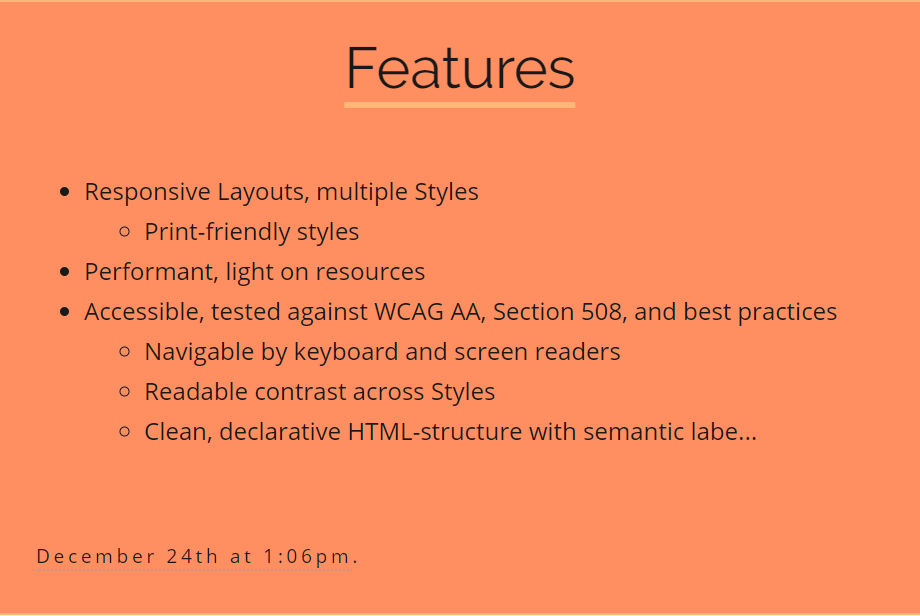 Features
Responsive Layouts, multiple Styles
Print-friendly styles
Performant, light on resources
Accessible, tested against WCAG AA, Section 508, and best practices
Navigable by keyboard and screen readers
Readable contrast across Styles
Clean, declarative HTML-structure with semantic labe...
December 24th at 1:06pm.